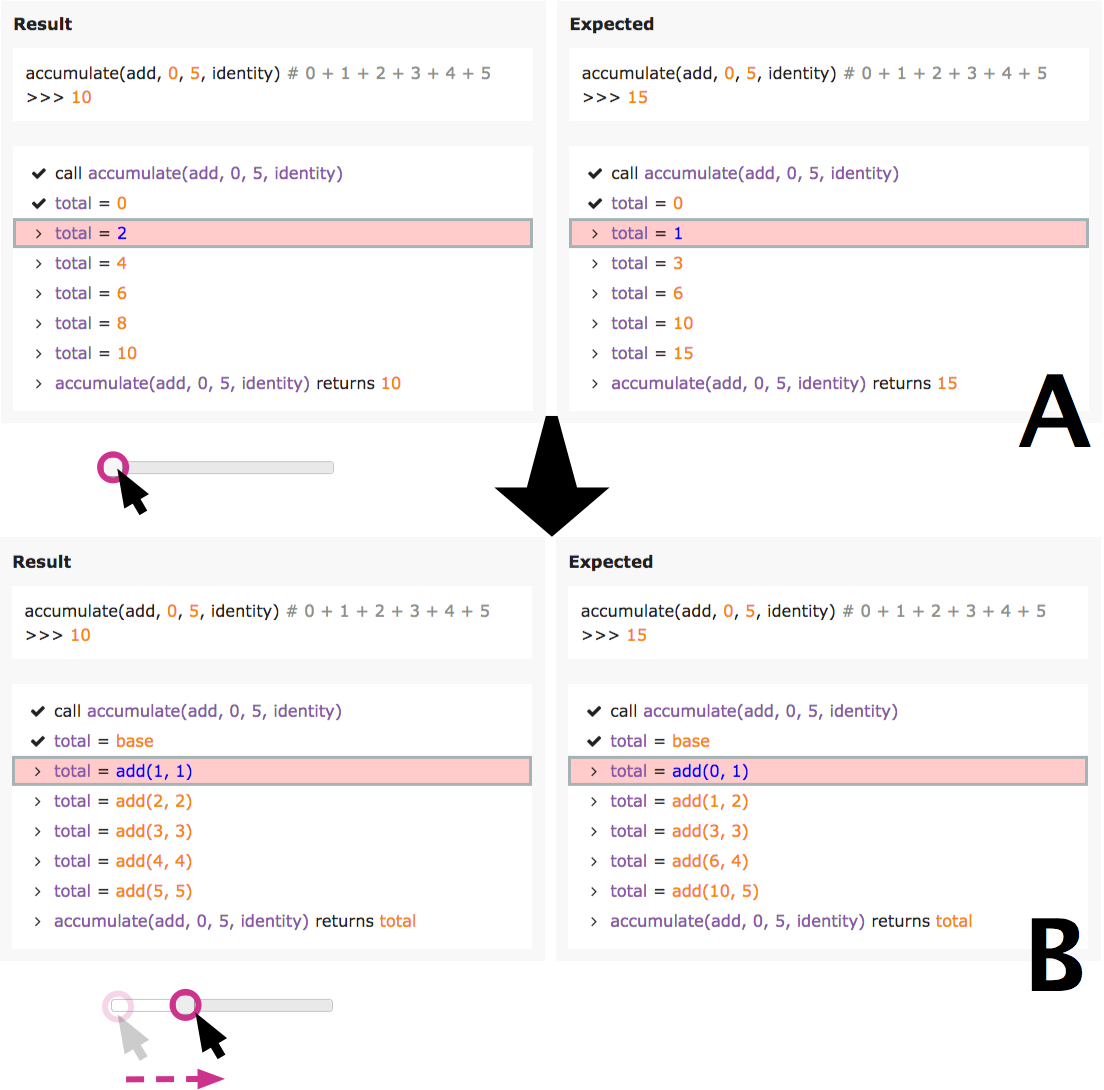 Result
accumulate(add, 0, 5, identity) # 0 + 1 + 2 + 3 + 4 + 5
>>> 10
call accumulate(add, 0, 5, identity)
total = 0
total = 2
total = 4
total = 6
total = 8
total = 10
accumulate(add, 0, 5, identity) returns 10
Expected
accumulate(add, 0, 5, identity) # 0 + 1 + 2 + 3 + 4 + 5
>>> 15
call accumulate(add, 0, 5, identity)
total = 0
total = 1
total = 3
total = 6
total = 10
total = 15
accumulate(add, 0, 5, identity) returns 15
A
Result
accumulate(add, 0, 5, identity) # 0 + 1 + 2 + 3 + 4 + 5
>>> 10
call accumulate(add, 0, 5, identity)
total = base
total = add(1, 1)
total = add(2, 2)
total = add(3, 3)
total = add(4, 4)
total = add(5, 5)
accumulate(add, 0, 5, identity) returns total
Expected
accumulate(add, 0, 5, identity) # 0 + 1 + 2 + 3 + 4 + 5
>>> 15
call accumulate(add, 0, 5, identity)
total = base
total = add(0, 1)
total = add(1, 2)
total = add(3, 3)
total = add(6, 4)
total = add(10, 5)
accumulate(add, 0, 5, identity) returns total
B